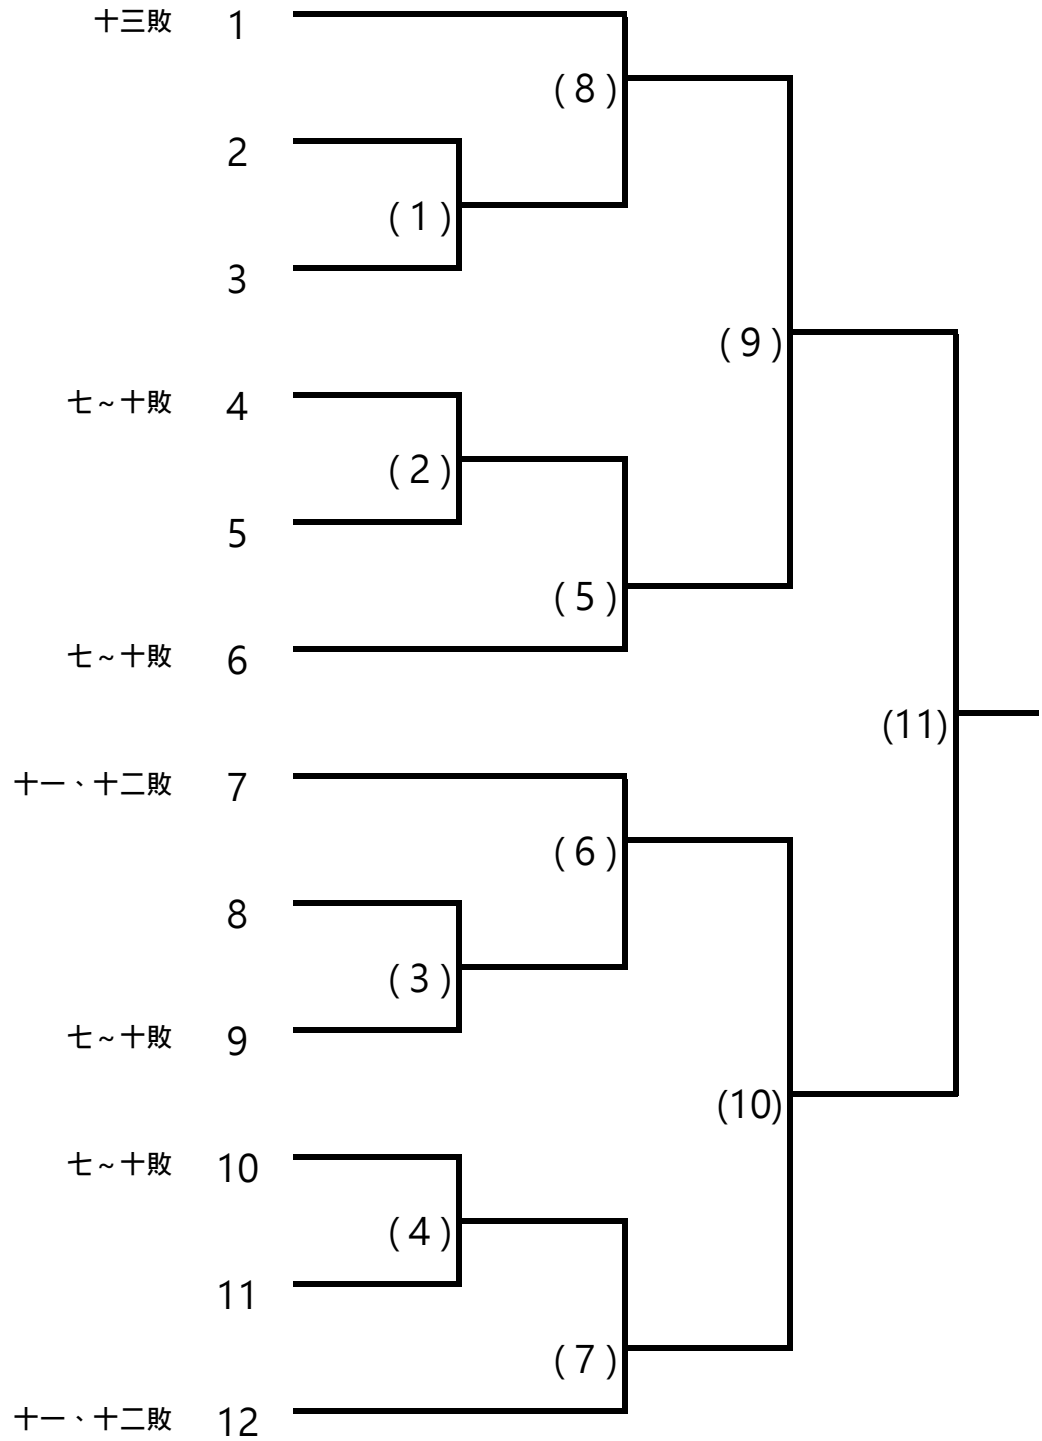 十三敗 1
(8)
2
(1)
3
(9)
七~十敗 4
(2)
5
(5)
七~十敗 6
(11)
十一、十二敗 7
(6)
8
(3)
七~十敗 9
(10)
七~十敗 10
(4)
11
(7)
十一、十二敗 12